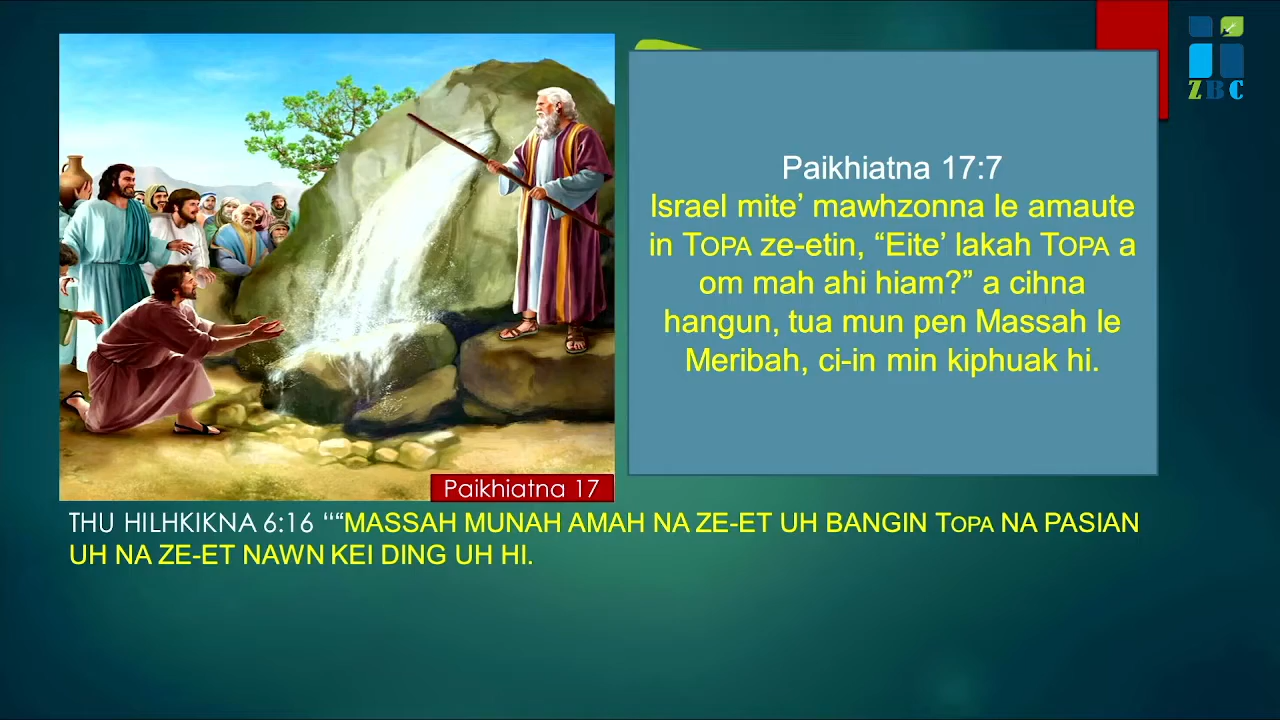 ZBC
Paikhiatna 17:7
Israel mite’ mawhzonna le amaute
in TOPA ze-etin, “Eite’ lakah TOPA a
om mah ahi hiam?” a cihna
hangun, tua mun pen Massah le
Meribah, ci-in min kiphuak hi.
Paikhiatna 17
THU HILHKIKNA 6:16 “““MASSAH MUNAH AMAH NA ZE-ET UH BANGIN TOPA NA PASIAN
UH NA ZE-ET NAWN KEI DING UH HI.